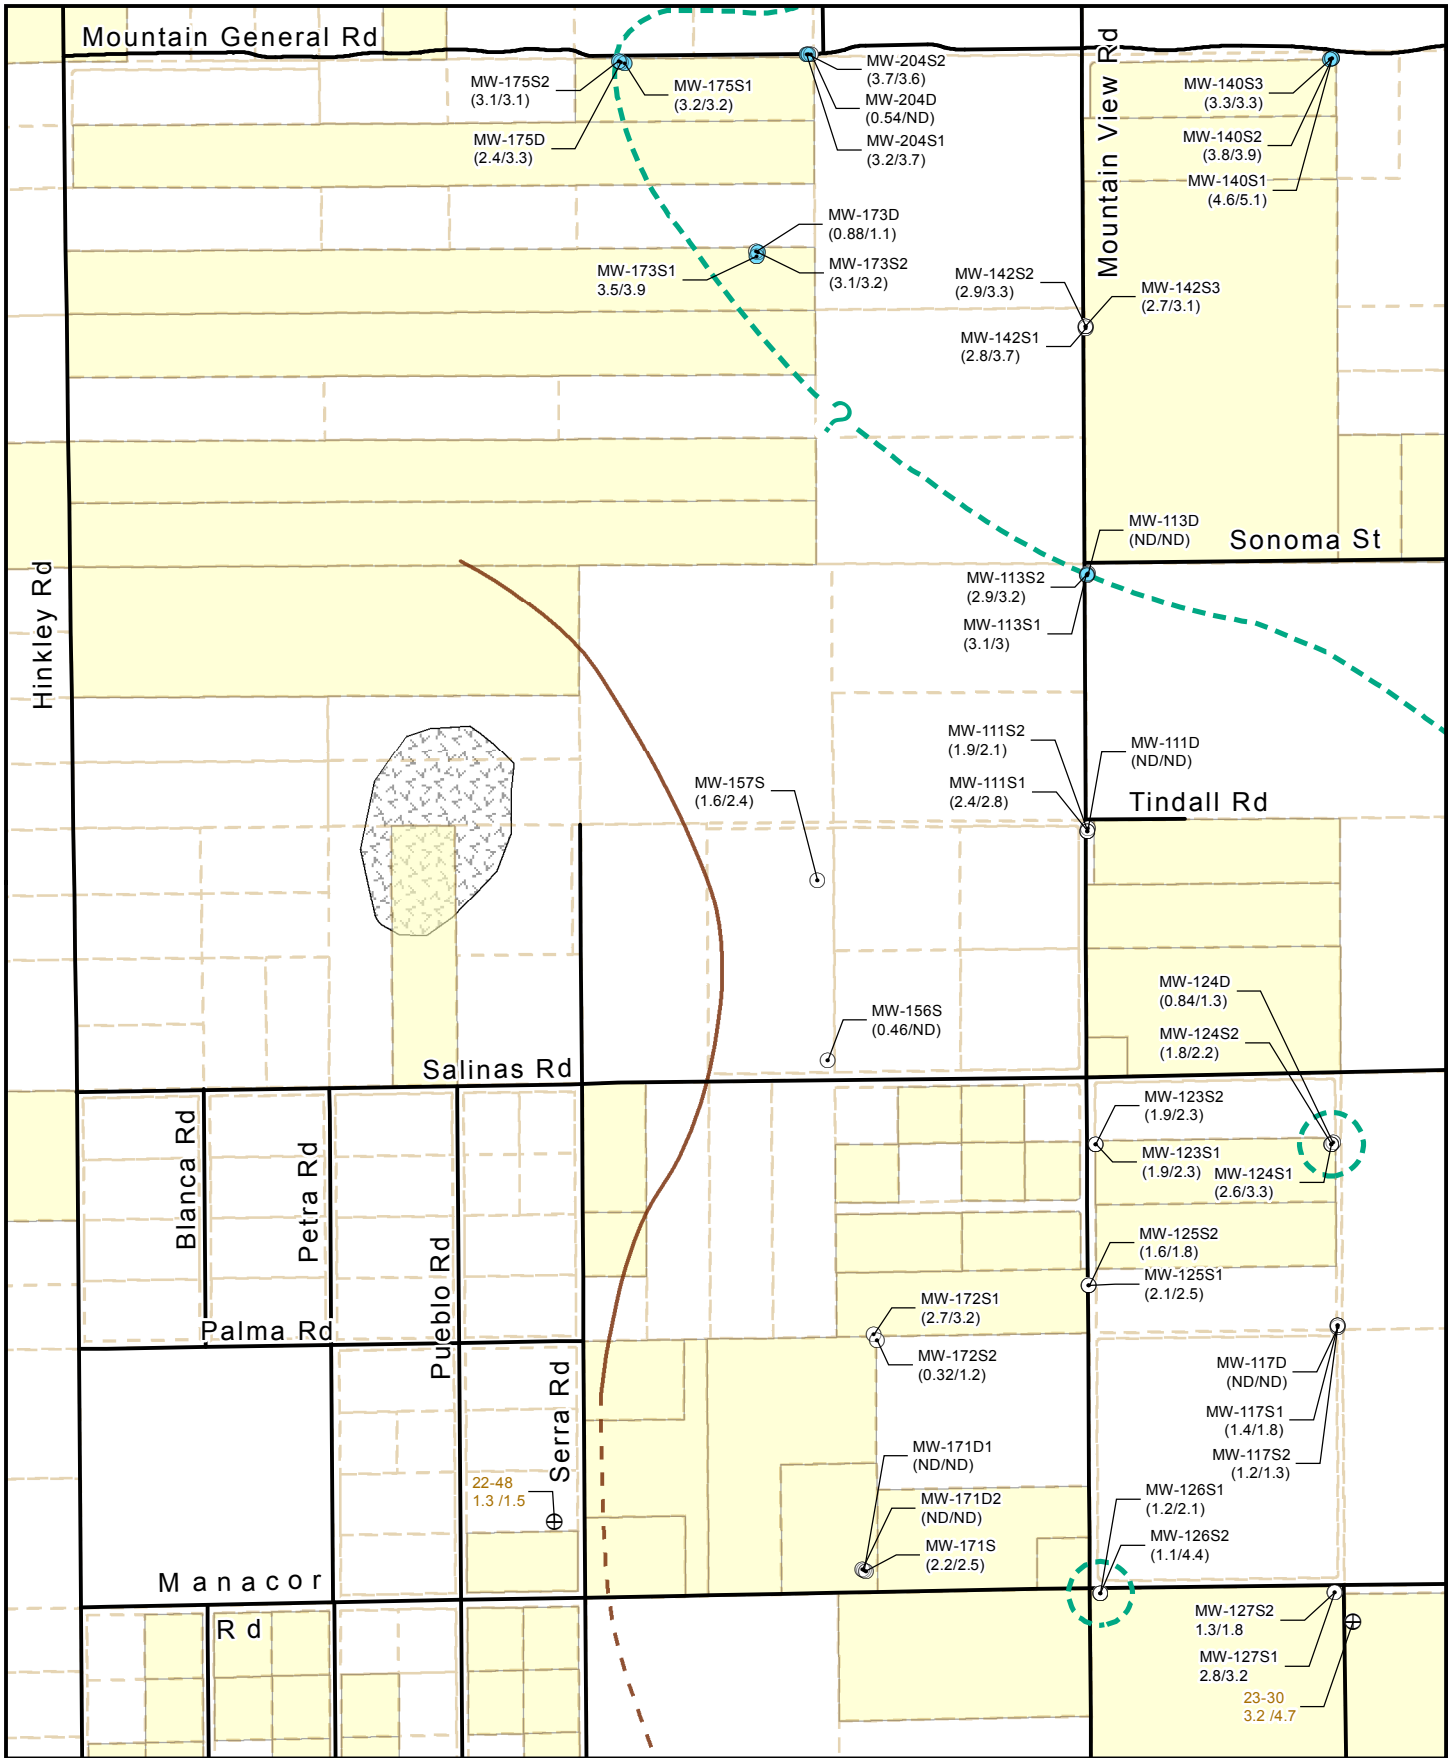 Mountain General Rd
MW-175S2
(3.1/3.1)
MW-175S1
(3.2/3.2)
MW-175D
(2.4/3.3)
MW-204S2
(3.7/3.6)
MW-204D
(0.54/ND)
MW-204S1
(3.2/3.7)
Mountain View Rd
MW-140S3
(3.3/3.3)
MW-140S2
(3.8/3.9)
MW-140S1
(4.6/5.1)
MW-173D
(0.88/1.1)
MW-173S1
3.5/3.9
MW-173S2
(3.1/3.2)
MW-142S2
(2.9/3.3)
MW-142S3
(2.7/3.1)
MW-142S1
(2.8/3.7)
?
MW-113D
(ND/ND)
Sonoma St
MW-113S2
(2.9/3.2)
MW-113S1
(3.1/3)
Hinkley Rd
MW-111S2
(1.9/2.1)
MW-111D
(ND/ND)
MW-157S
(1.6/2.4)
MW-111S1
(2.4/2.8)
Tindall Rd
MW-124D
(0.84/1.3)
MW-156S
(0.46/ND)
MW-124S2
(1.8/2.2)
Salinas Rd
MW-123S2
(1.9/2.3)
MW-123S1
(1.9/2.3)
MW-124S1
(2.6/3.3)
Blanca Rd
Petra Rd
Pueblo Rd
MW-125S2
(1.6/1.8)
MW-125S1
(2.1/2.5)
MW-172S1
(2.7/3.2)
Palma Rd
MW-172S2
(0.32/1.2)
MW-117D
(ND/ND)
MW-117S1
(1.4/1.8)
MW-117S2
(1.2/1.3)
Serra Rd
MW-171D1
(ND/ND)
22-48
1.3 /1.5
MW-171D2
(ND/ND)
MW-126S1
(1.2/2.1)
MW-171S
(2.2/2.5)
MW-126S2
(1.1/4.4)
Manacor
Rd
MW-127S2
1.3/1.8
MW-127S1
2.8/3.2
23-30
3.2 /4.7